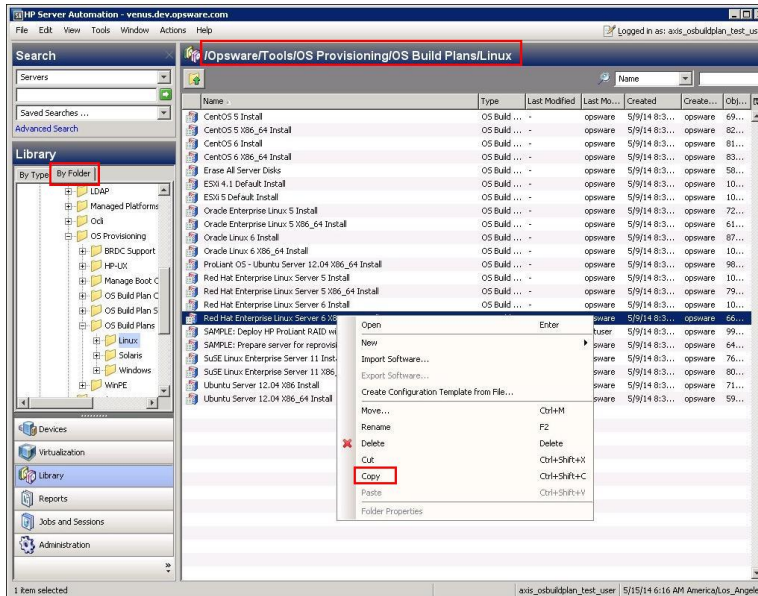 HP Server Automation - venus.dev.opsware.com
File Edit View Tools Window Actions Help
Logged in as: axis_osbuildplan_test_us
Search
Servers
Saved Searches ...
Advanced Search
Library
By Type By Folder
LDAP
Managed Platforms
Odi
OS Provisioning
BRDC Support
HP-UX
Manage Boot C
OS Build Plan C
OS Build Plan S
OS Build Plans
Linux
Solaris
Windows
WinPE
Devices
Virtualization
Library
Reports
Jobs and Sessions
Administration
/Opsware/Tools/OS Provisioning/OS Build Plans/Linux
Name
Name Type Last Modified Last Mo... Created Create... Obj...
CentOS 5 Install OS Build ... - opsware 5/9/14 8:3... opsware 69...
CentOS 5 X86_64 Install OS Build ... - opsware 5/9/14 8:3... opsware 82...
CentOS 6 Install OS Build ... - opsware 5/9/14 8:3... opsware 81...
CentOS 6 X86_64 Install OS Build ... - opsware 5/9/14 8:3... opsware 83...
Erase All Server Disks OS Build ... - opsware 5/9/14 8:3... opsware 58...
ESXi 4.1 Default Install OS Build ... - opsware 5/9/14 8:3... opsware 10...
ESXi 5 Default Install OS Build ... - opsware 5/9/14 8:3... opsware 10...
Oracle Enterprise Linux 5 Install OS Build ... - opsware 5/9/14 8:3... opsware 72...
Oracle Enterprise Linux 5 X86_64 Install OS Build ... - opsware 5/9/14 8:3... opsware 61...
Oracle Linux 6 Install OS Build ... - opsware 5/9/14 8:3... opsware 87...
Oracle Linux 6 X86_64 Install OS Build ... - opsware 5/9/14 8:3... opsware 10...
ProLiant OS - Ubuntu Server 12.04 X86_64 Install OS Build ... - opsware 5/9/14 8:3... opsware 98...
Red Hat Enterprise Linux Server 5 Install OS Build ... - opsware 5/9/14 8:3... opsware 10...
Red Hat Enterprise Linux Server 5 X86_64 Install OS Build ... - opsware 5/9/14 8:3... opsware 79...
Red Hat Enterprise Linux Server 6 Install OS Build ... - opsware 5/9/14 8:3... opsware 10...
Red Hat Enterprise Linux Server 6 X8 sware 5/9/14 8:3... opsware 66...
SAMPLE: Deploy HP ProLiant RAID wi tuser 5/9/14 8:3... opsware 99...
SAMPLE: Prepare server for reprovisi sware 5/9/14 8:3... opsware 64...
SuSE Linux Enterprise Server 11 Inst sware 5/9/14 8:3... opsware 76...
SuSE Linux Enterprise Server 11 X86_ sware 5/9/14 8:3... opsware 80...
Ubuntu Server 12.04 X86 Install sware 5/9/14 8:3... opsware 71...
Ubuntu Server 12.04 X86_64 Install sware 5/9/14 8:3... opsware 59...
Open Enter
New
Import Software...
Export Software...
Create Configuration Template from File...
Move... Ctrl+M
Rename F2
Delete Delete
Cut Ctrl+Shift+X
Copy Ctrl+Shift+C
Paste Ctrl+Shift+V
Folder Properties
1 item selected
axis_osbuildplan_test_user 5/15/14 6:16 AM America/Los_Angele